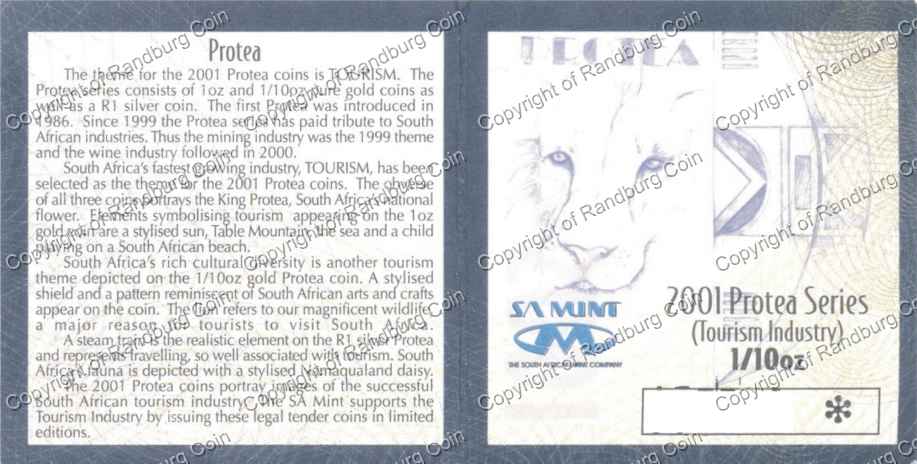 Protea
The theme for the 2001 Protea coins is TOURISM. The
Protea series consists of 1oz and 1/10oz pure gold coins as
well as a R1 silver coin. The first Protea was introduced in
1986. Since 1999 the Protea series has paid tribute to South
African industries. Thus the mining industry was the 1999 theme
and the wine industry followed in 2000.
South Africa's fastest growing industry, TOURISM, has been
selected as the theme for the 2001 Protea coins. The obverse
of all three coins portrays the King Protea, South Africa's national
flower. Elements symbolising tourism appearing on the 1oz
gold coin are a stylised sun, Table Mountain, the sea and a child
playing on a South African beach.
South Africa's rich cultural diversity is another tourism
theme depicted on the 1/10oz gold Protea coin. A stylised
shield and a pattern reminiscent of South African arts and crafts
appear on the coin. The lion refers to our magnificent wildlife,
a major reason for tourists to visit South Africa.
A steam train is the realistic element on the R1 silver Protea
and represents travelling, so well associated with tourism. South
African fauna is depicted with a stylised Namaqualand daisy.
The 2001 Protea coins portray images of the successful
South African tourism industry. The SA Mint supports the
Tourism Industry by issuing these legal tender coins in limited
editions.
PROTEA
SA MINT
THE SOUTH AFRICAN MINT COMPANY
2001 Protea Series
(Tourism Industry)
1/10oz
Copyright of Randburg Coin